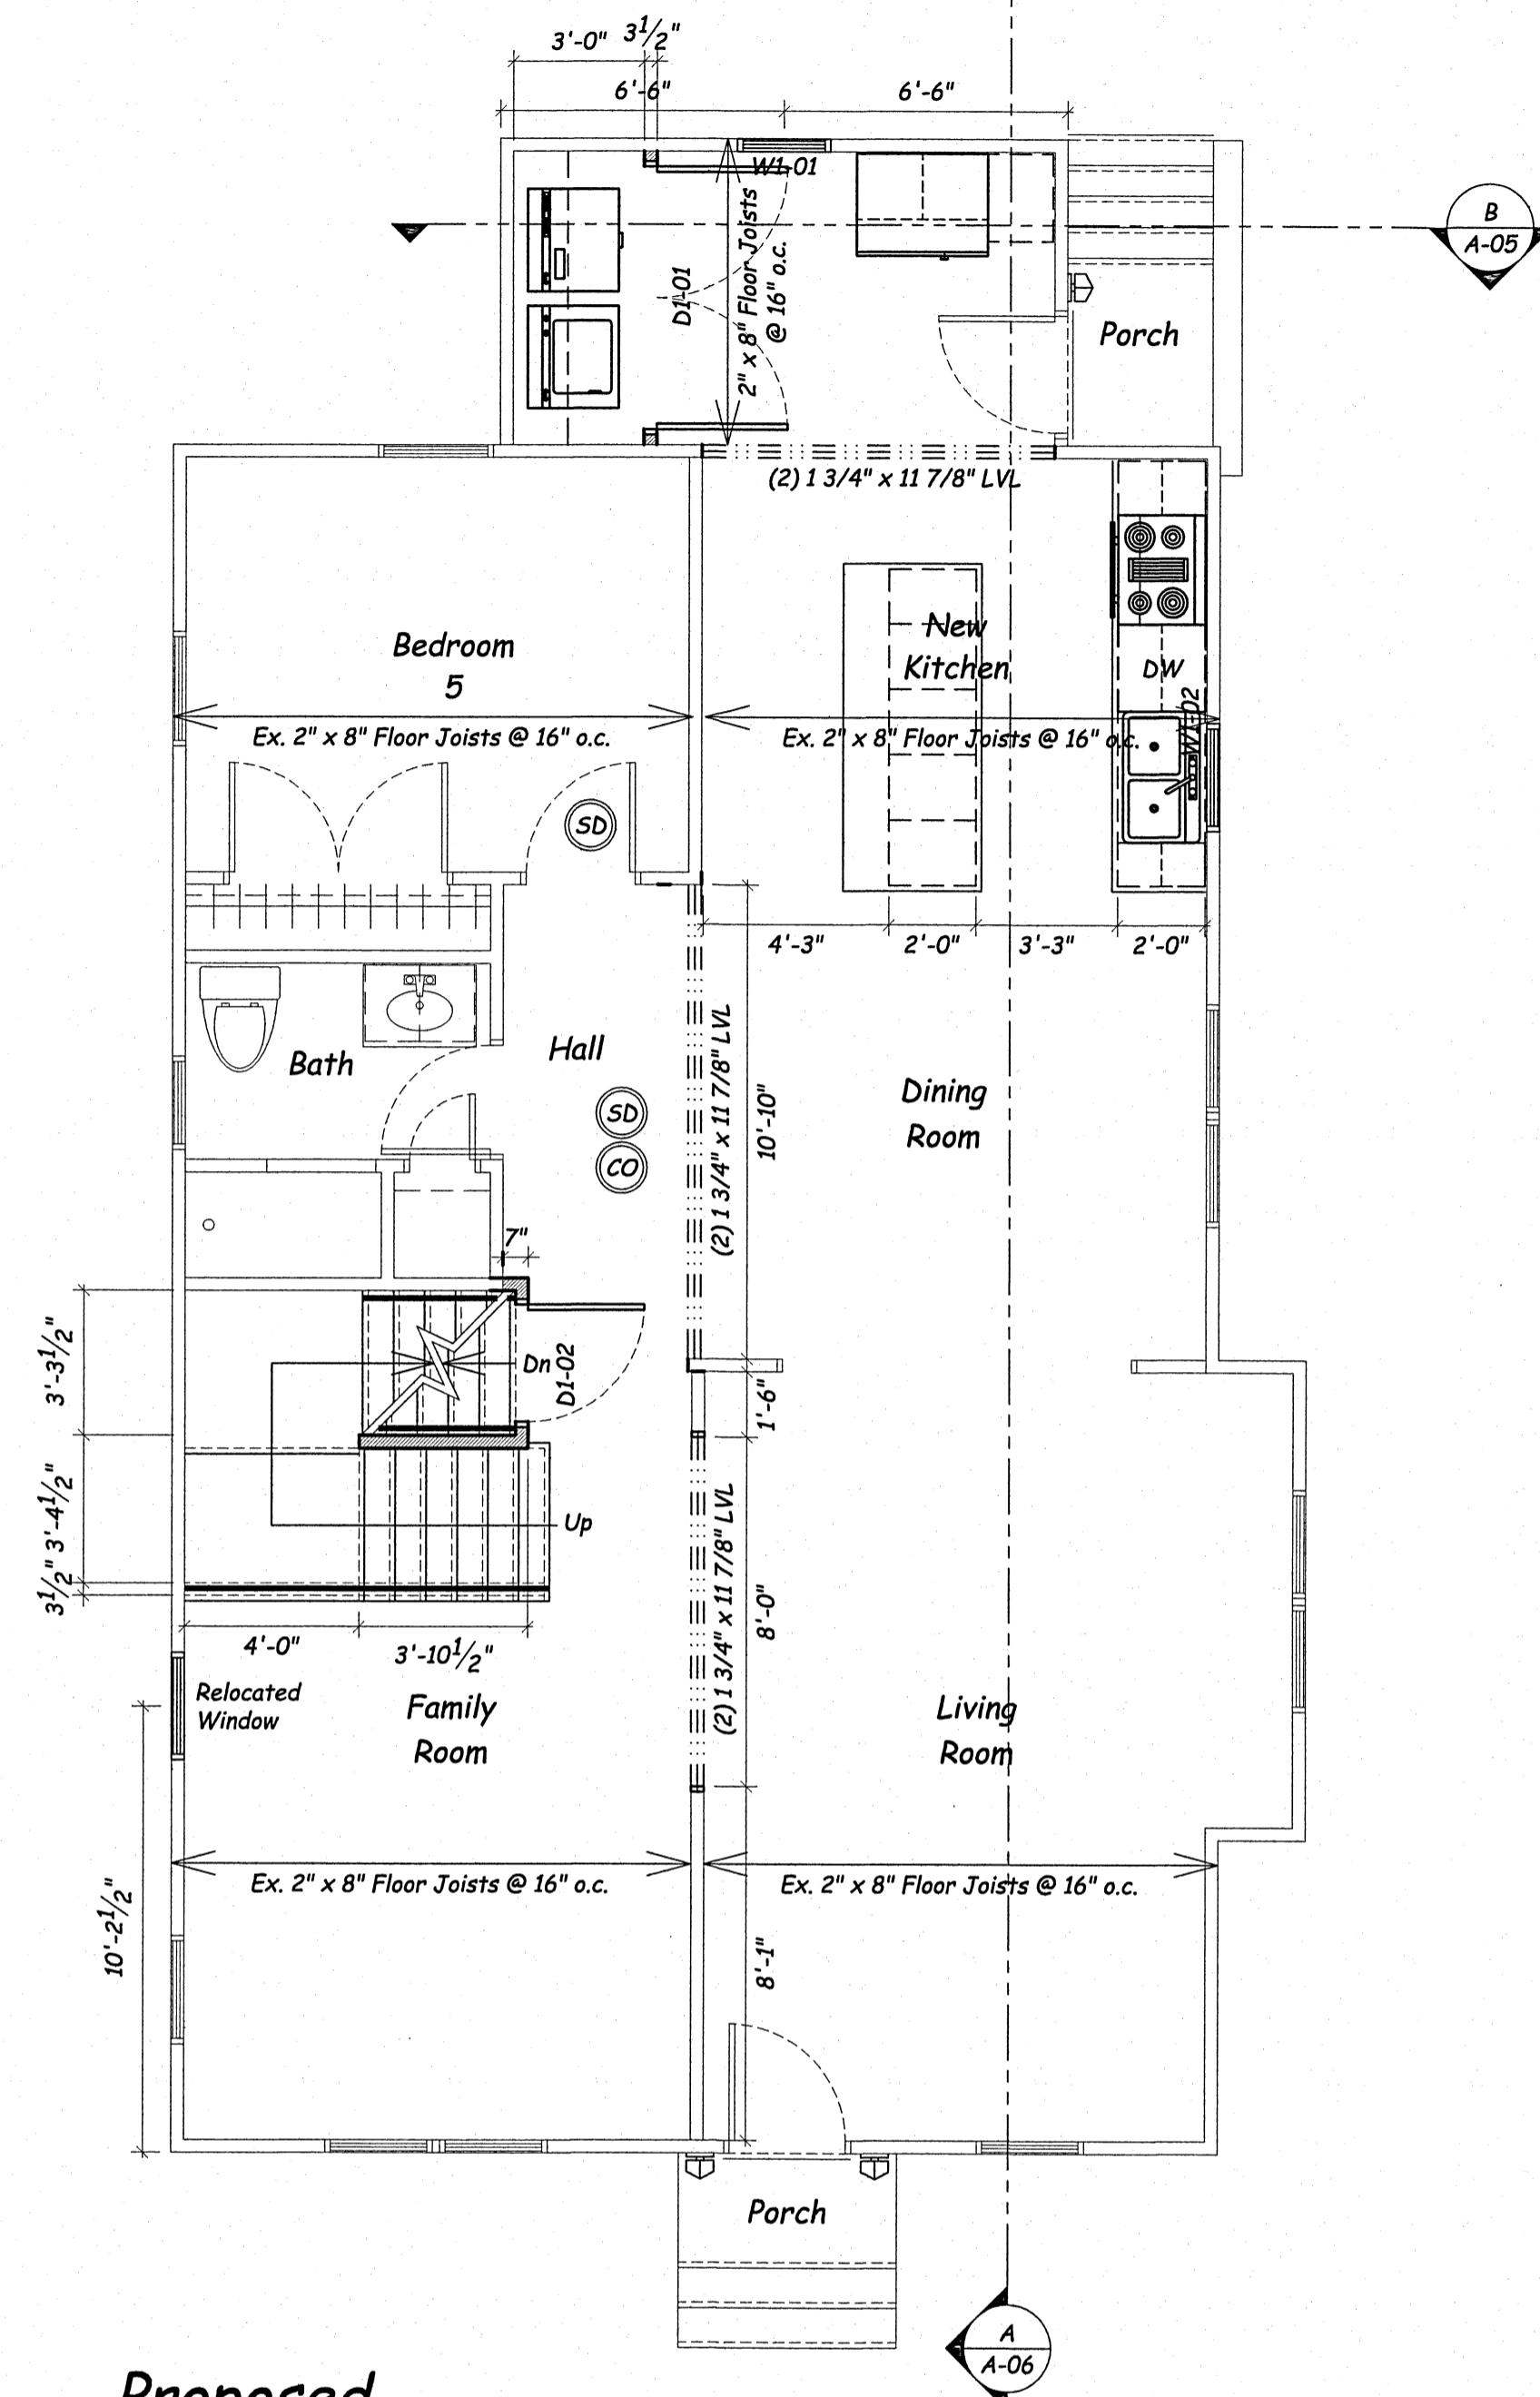 3'-0" 3 1/2"
6'-6" 6'-6"
W1-01
D1-01
2" x 8" Floor Joists
@ 16" o.c.
B
A-05
Porch
(2) 1 3/4" x 11 7/8" LVL
Bedroom
5
New
Kitchen
DW
W1-02
Ex. 2" x 8" Floor Joists @ 16" o.c.
Ex. 2" x 8" Floor Joists @ 16" o.c.
SD
4'-3" 2'-0" 3'-3" 2'-0"
Bath
Hall
SD
CO
(2) 1 3/4" x 11 7/8" LVL
10'-10"
Dining
Room
7"
3'-3 1/2"
Dn
D1-02
1'-6"
3'-4 1/2"
Up
3 1/2"
4'-0" 3'-10 1/2"
(2) 1 3/4" x 11 7/8" LVL
8'-0"
Relocated
Window
Family
Room
Living
Room
Ex. 2" x 8" Floor Joists @ 16" o.c.
Ex. 2" x 8" Floor Joists @ 16" o.c.
10'-2 1/2"
8'-1"
Porch
A
A-06
Proposed